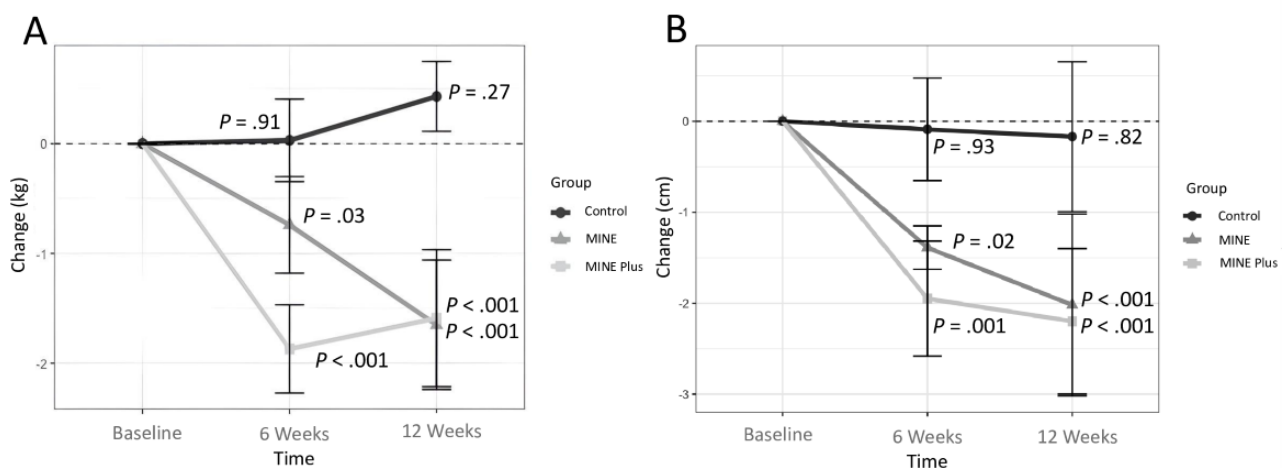 A
Change (kg)
0
-1
-2
P = .91
P = .27
P = .03
P < .001
P < .001
P < .001
Baseline
6 Weeks
12 Weeks
Time
Group
Control
MINE
MINE Plus
B
Change (cm)
0
-1
-2
-3
P = .93
P = .82
P = .02
P = .001
P < .001
P < .001
Baseline
6 Weeks
12 Weeks
Time
Group
Control
MINE
MINE Plus